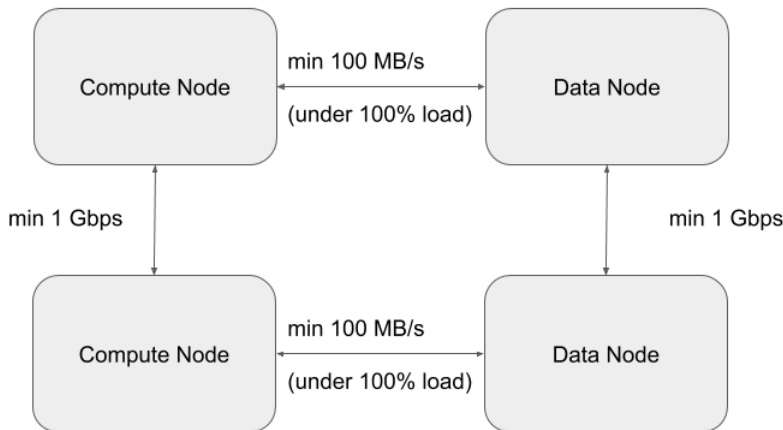 Compute Node
min 100 MB/s
(under 100% load)
Data Node
min 1 Gbps
min 1 Gbps
Compute Node
min 100 MB/s
(under 100% load)
Data Node